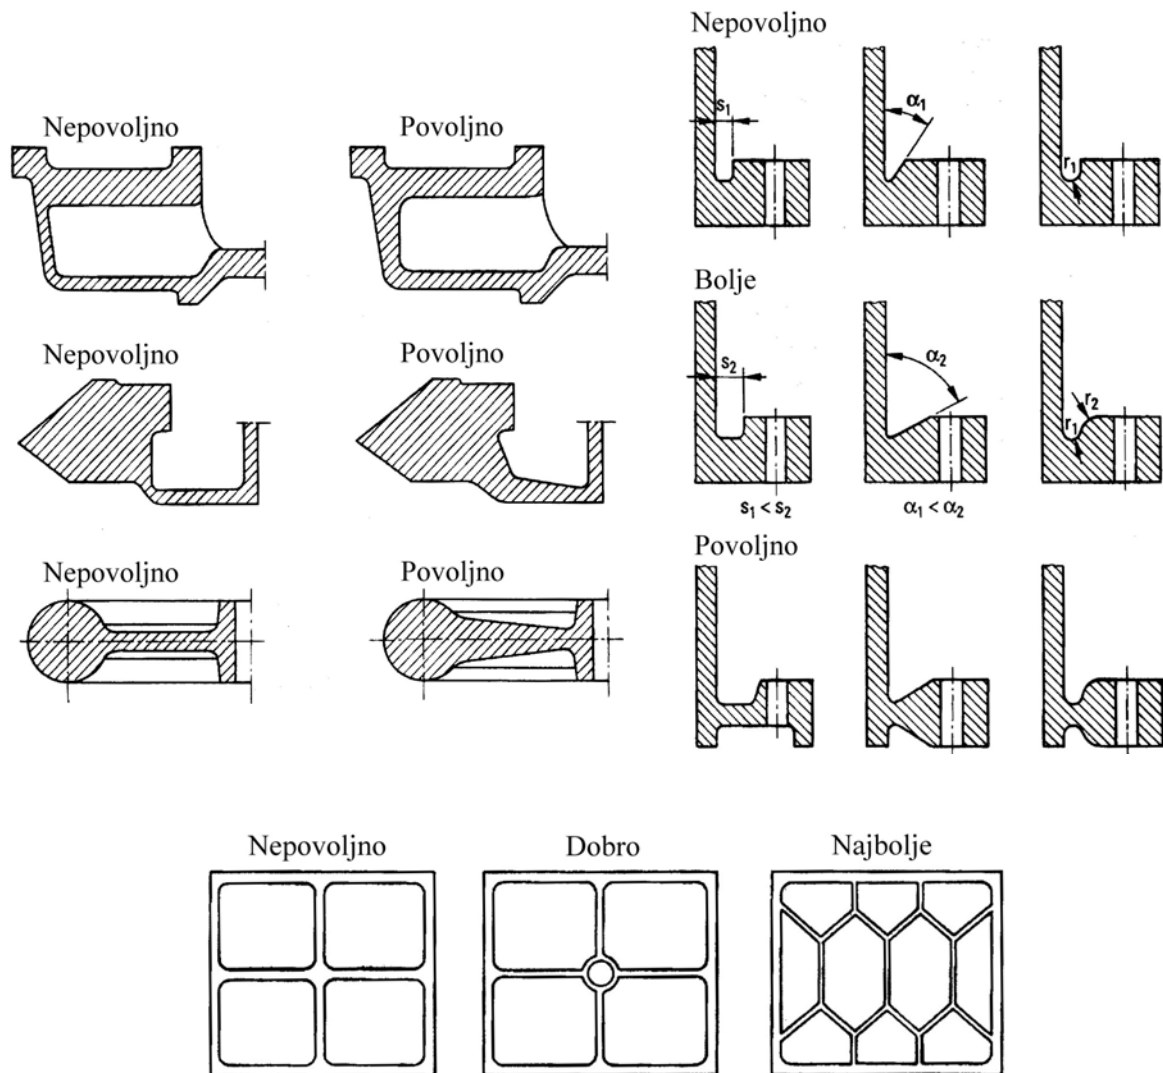 Nepovoljno
Povoljno
Nepovoljno
Povoljno
Nepovoljno
Povoljno
Nepovoljno
s₁
α₁
r₁
Bolje
s₂
α₂
r₂
r₁
s₁ < s₂
α₁ < α₂
Povoljno
Nepovoljno
Dobro
Najbolje